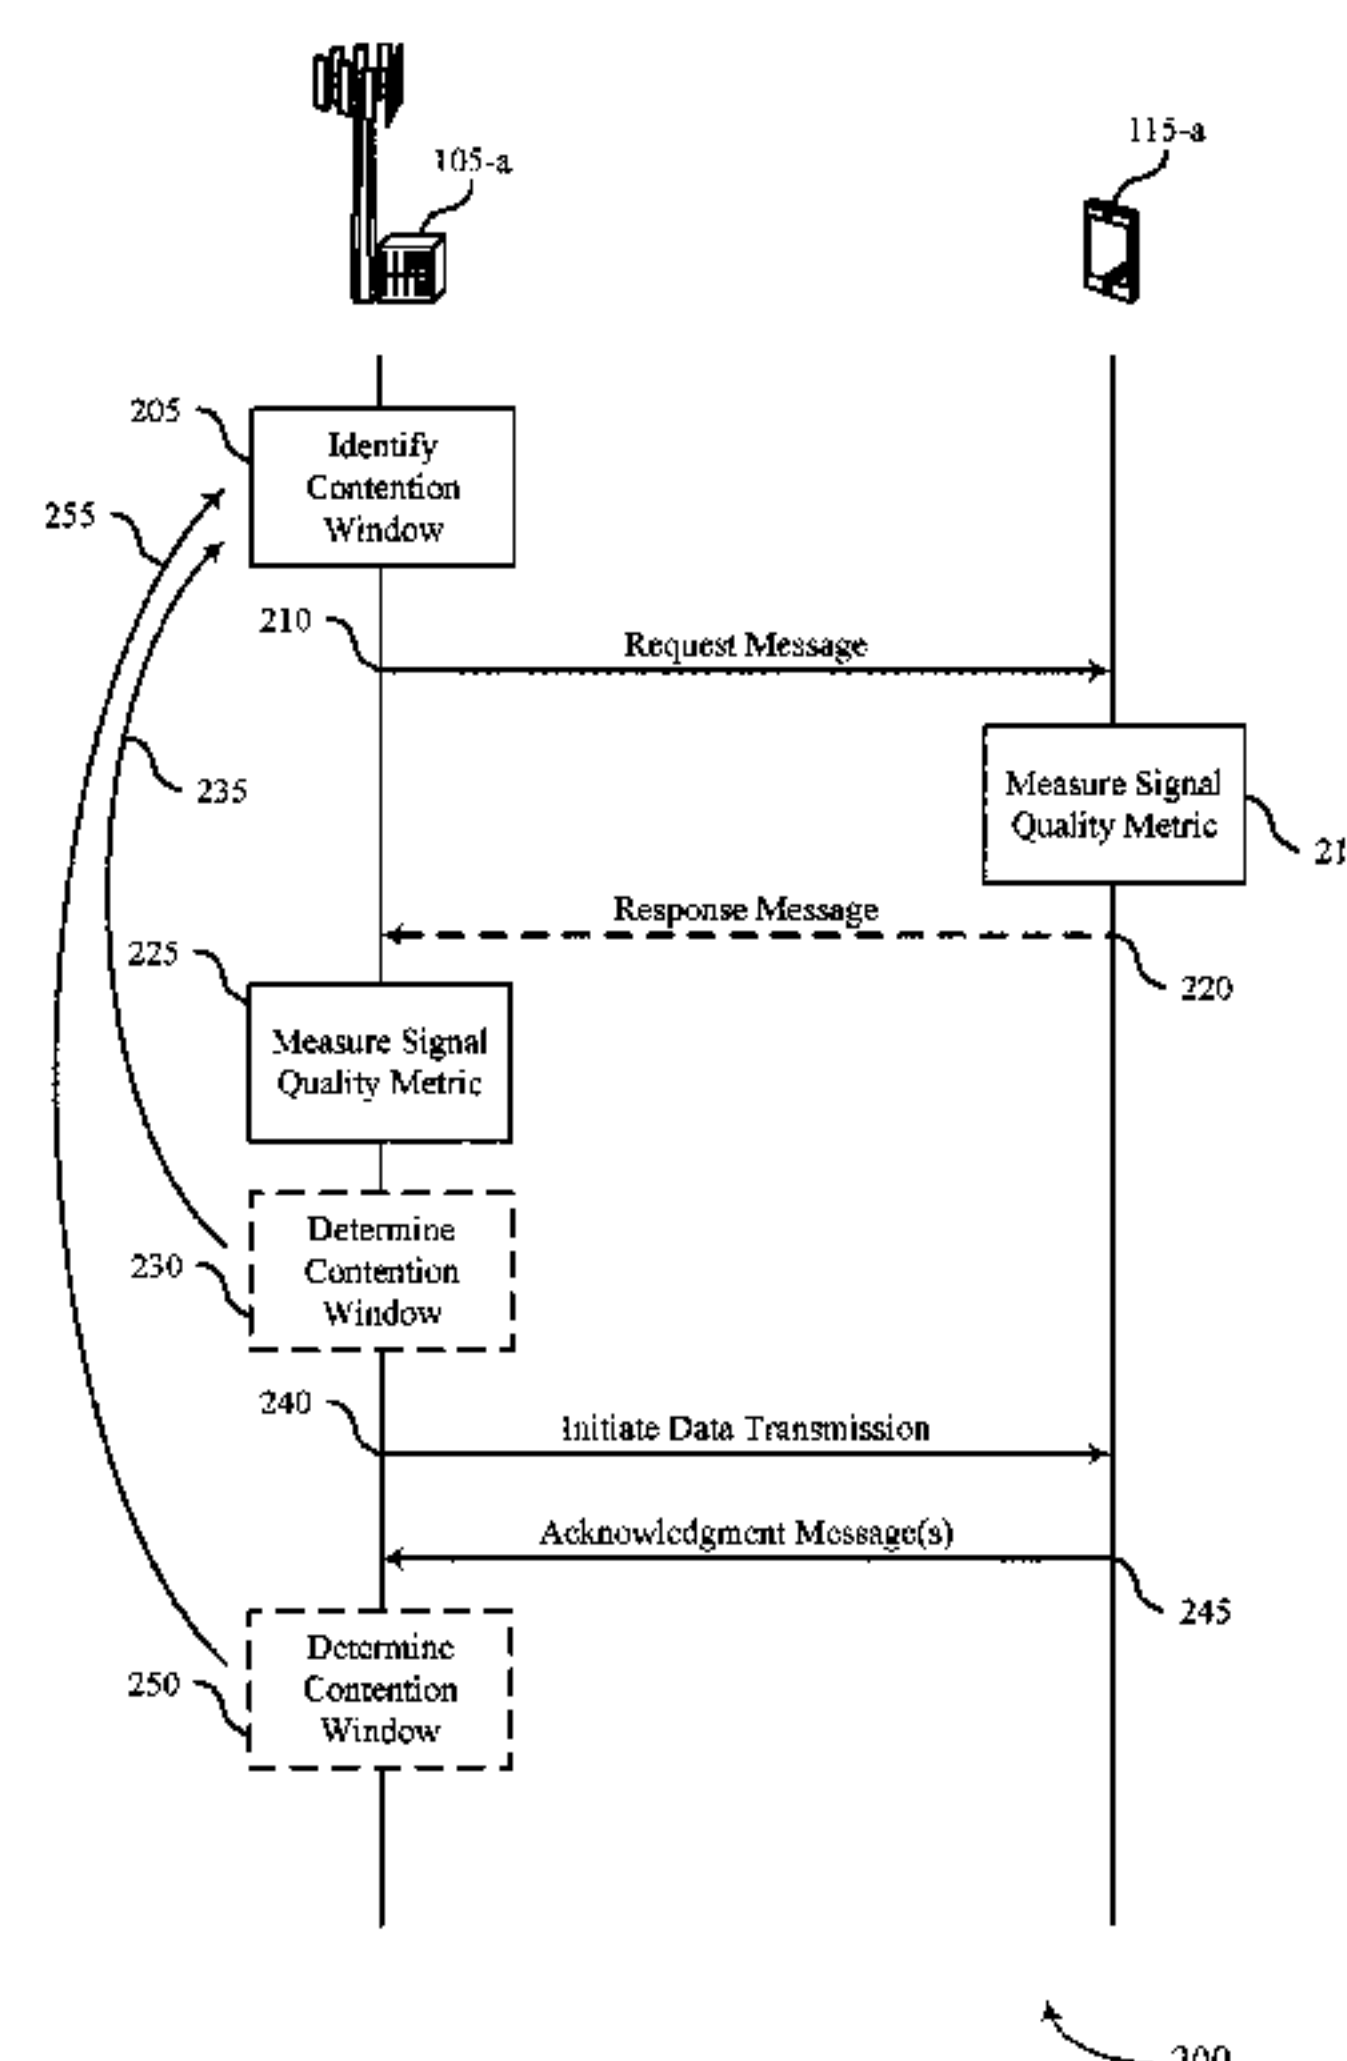 115-a
105-a
205
Identify
Contention
Window
255
210
Request Message
235
Measure Signal
Quality Metric
21
Response Message
225
220
Measure Signal
Quality Metric
Determine
Contention
Window
230
240
Initiate Data Transmission
Acknowledgment Message(s)
245
Determine
Contention
Window
250